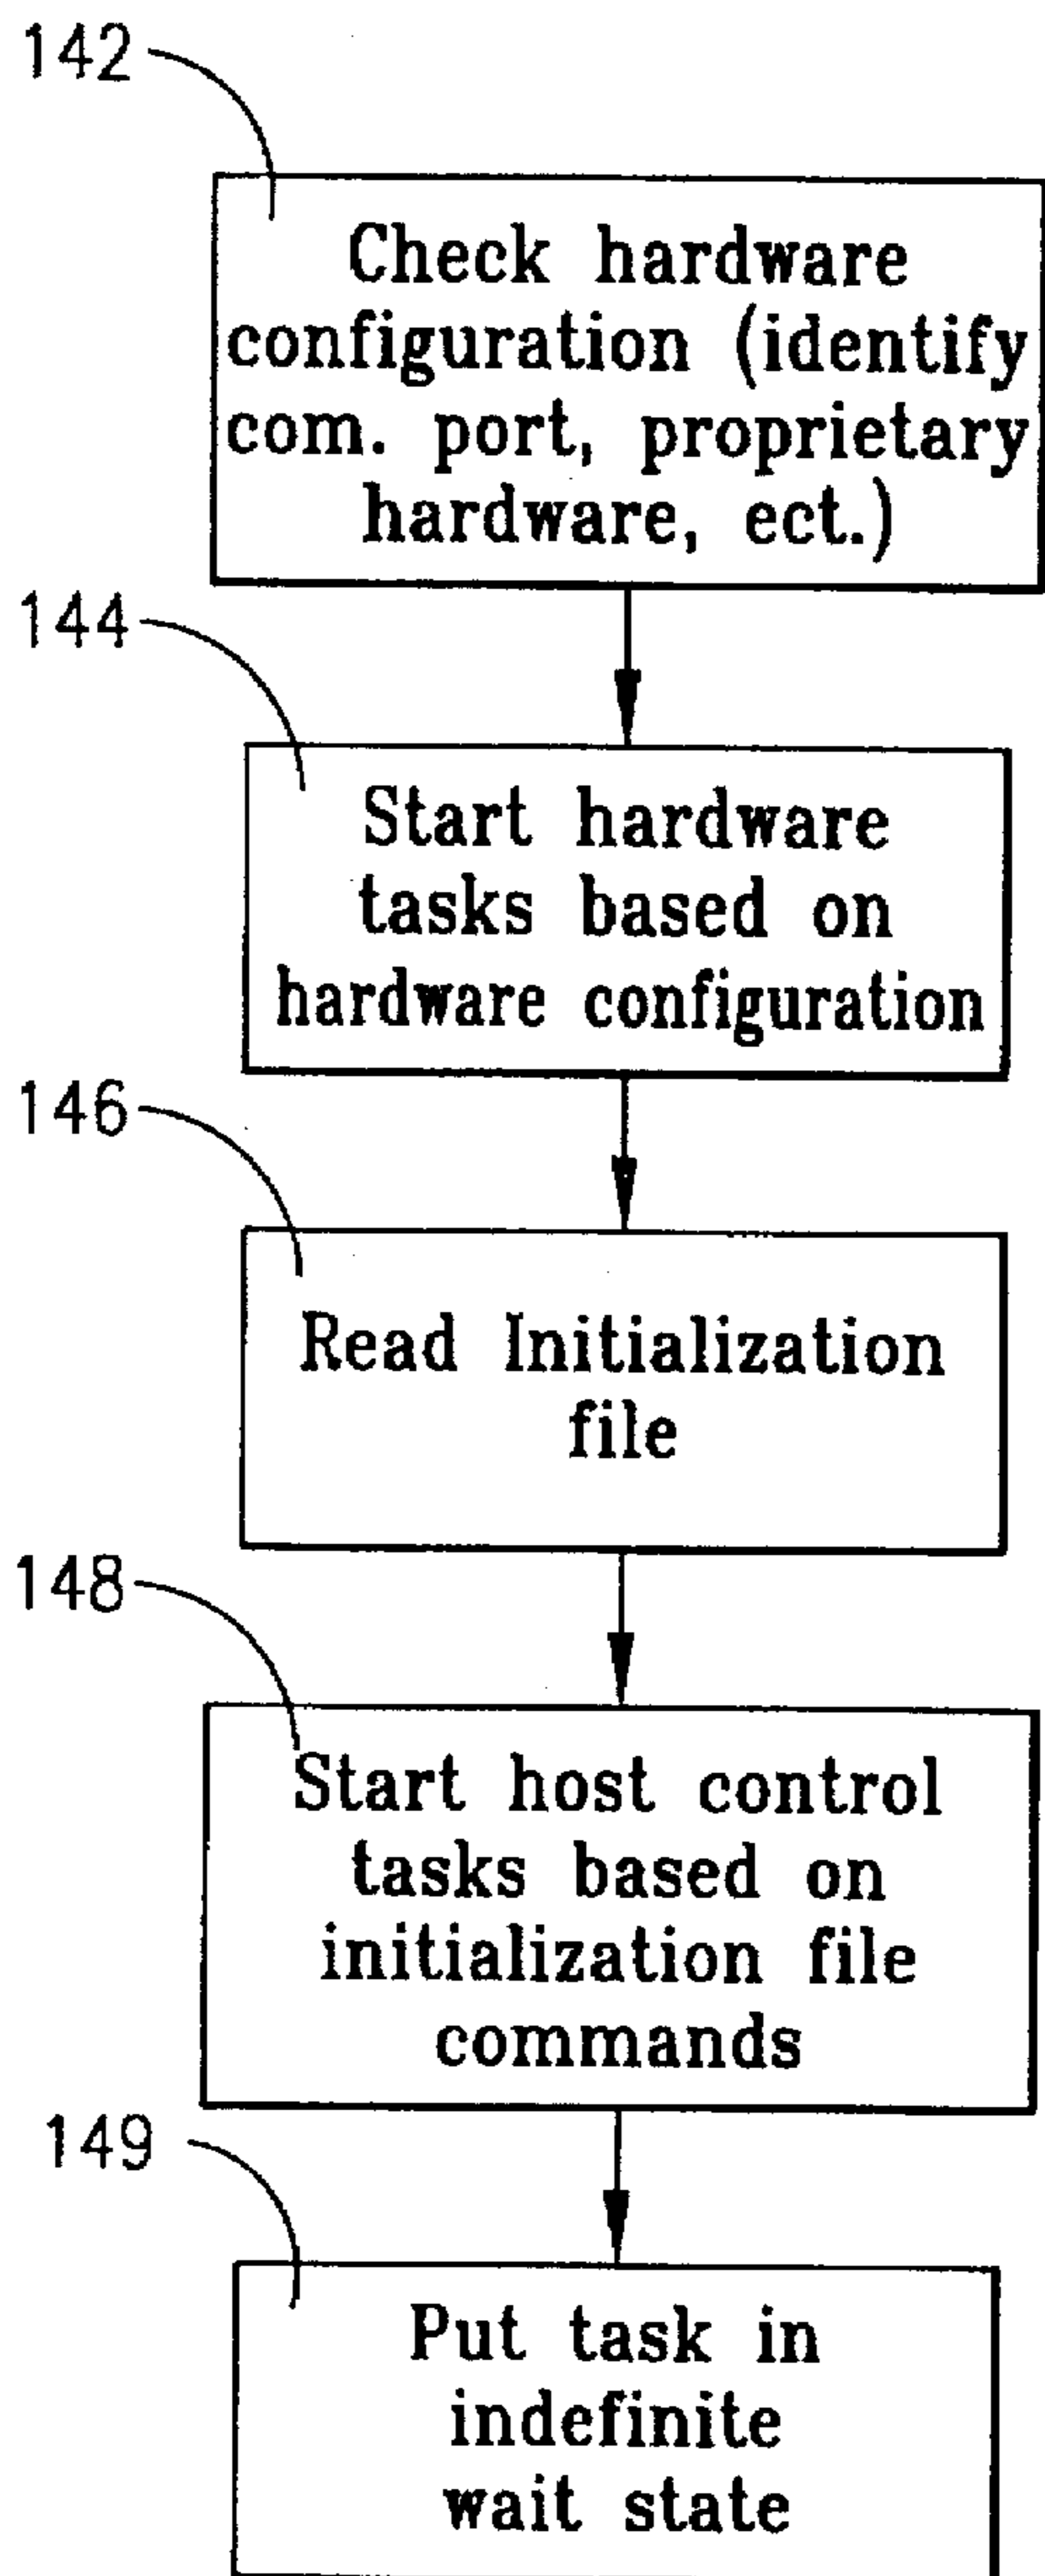 142
Check hardware
configuration (identify
com. port, proprietary
hardware, ect.)
144
Start hardware
tasks based on
hardware configuration
146
Read Initialization
file
148
Start host control
tasks based on
initialization file
commands
149
Put task in
indefinite
wait state